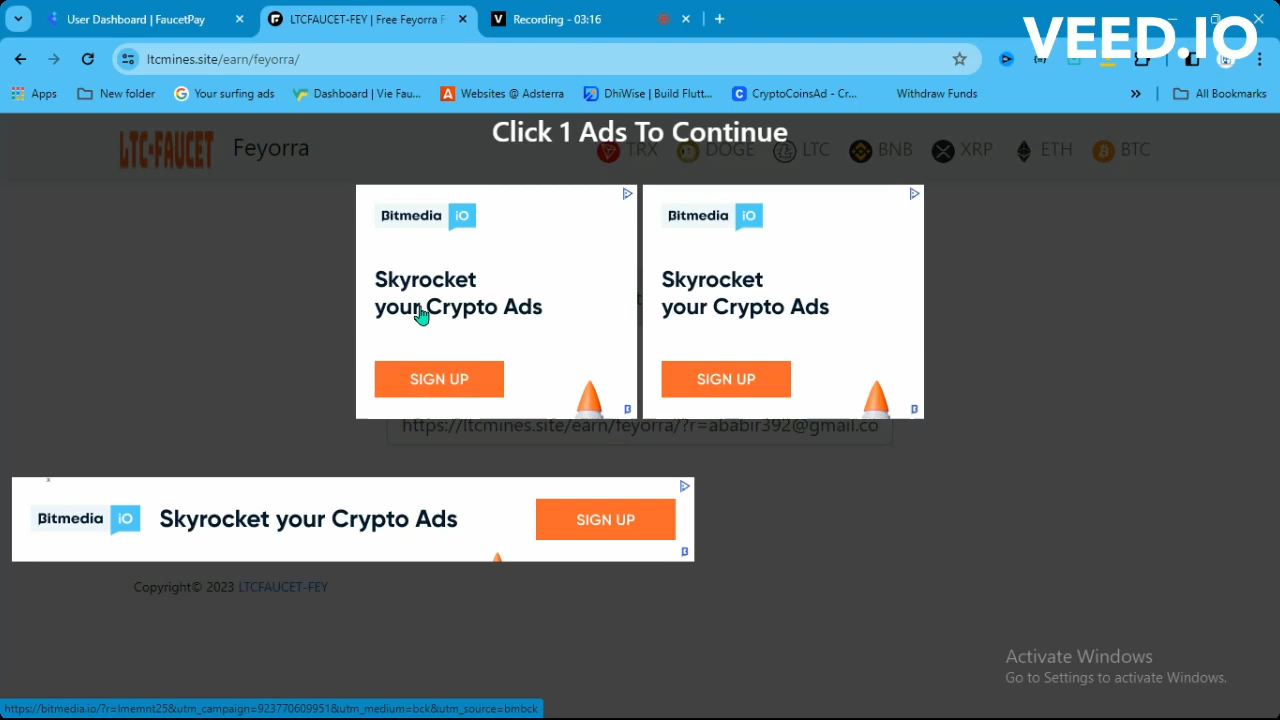 User Dashboard | FaucetPay
LTCFAUCET-FEY | Free Feyorra F
Recording - 03:16
VEED.IO
ltcmines.site/earn/feyorra/
Apps
New folder
Your surfing ads
Dashboard | Vie Fau...
Websites @ Adsterra
DhiWise | Build Flutt...
CryptoCoinsAd - Cr...
Withdraw Funds
All Bookmarks
Click 1 Ads To Continue
LTC-FAUCET
Feyorra
TRX
DOGE
LTC
BNB
XRP
ETH
BTC
Bitmedia iO
Skyrocket
your Crypto Ads
SIGN UP
Bitmedia iO
Skyrocket
your Crypto Ads
SIGN UP
https://ltcmines.site/earn/feyorra/?r=ababir392@gmail.co
x
Bitmedia iO
Skyrocket your Crypto Ads
SIGN UP
Copyright© 2023 LTCFAUCET-FEY
Activate Windows
Go to Settings to activate Windows.
https://bitmedia.io/?r=lmemnt25&utm_campaign=923770609951&utm_medium=bck&utm_source=bmbck